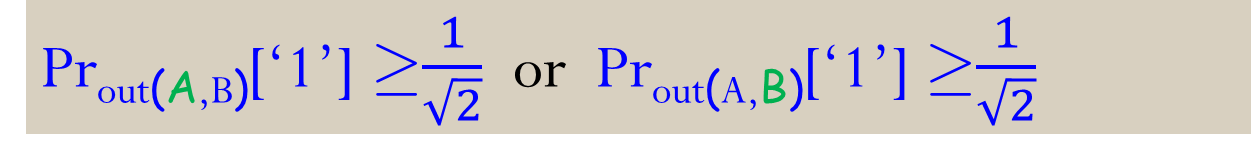 Pr_out(A,B)[‘1’] ≥ 1/√2 or Pr_out(A,B)[‘1’] ≥ 1/√2